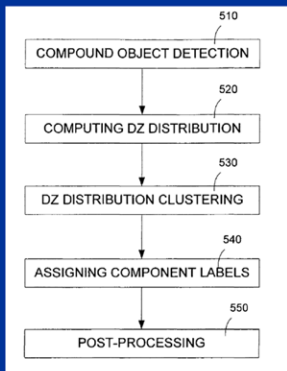 510
COMPOUND OBJECT DETECTION
520
COMPUTING DZ DISTRIBUTION
530
DZ DISTRIBUTION CLUSTERING
540
ASSIGNING COMPONENT LABELS
550
POST-PROCESSING